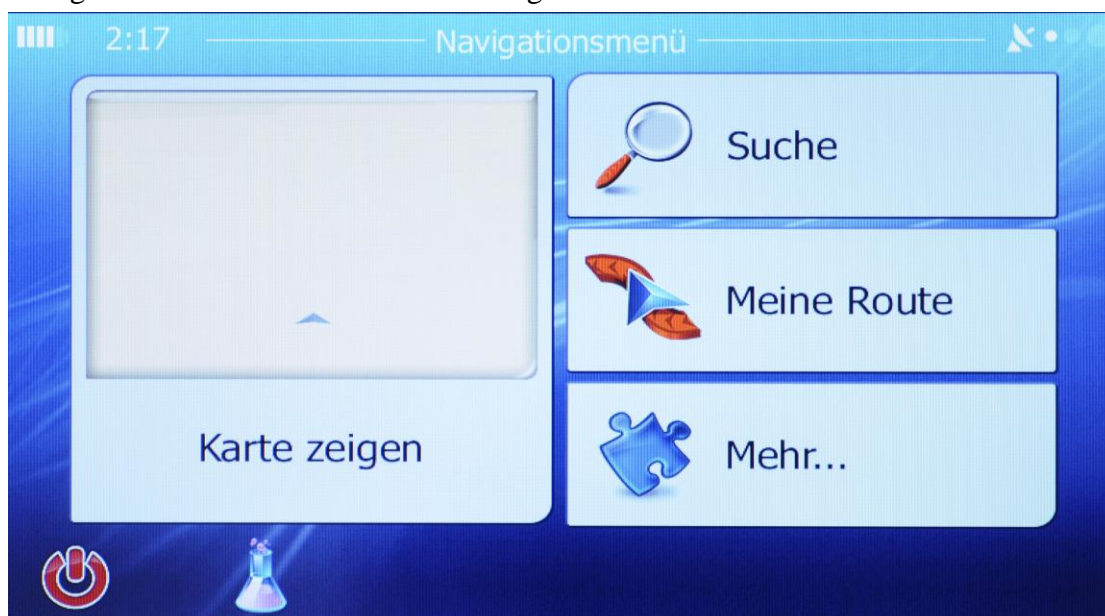 2:17
Navigationsmenü
Suche
Meine Route
Karte zeigen
Mehr...